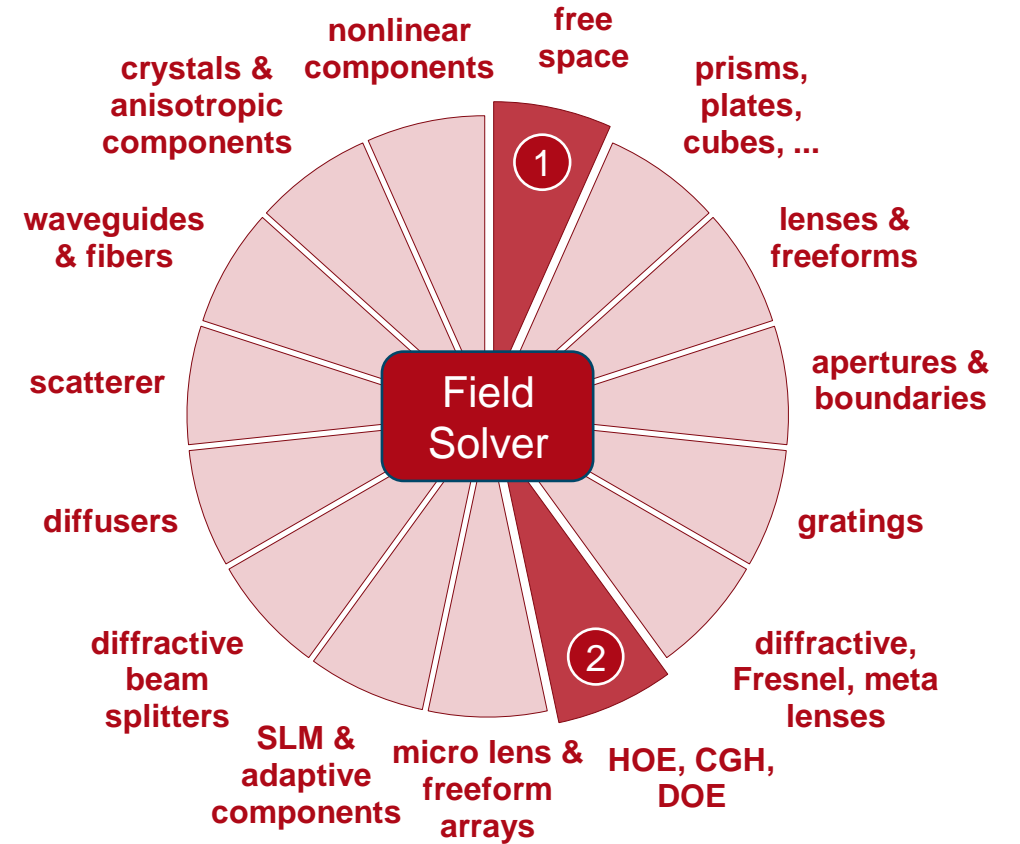 free
space
1
prisms,
plates,
cubes, ...
lenses &
freeforms
apertures &
boundaries
gratings
diffractive,
Fresnel, meta
lenses
2
HOE, CGH,
DOE
micro lens &
freeform
arrays
SLM &
adaptive
components
diffractive
beam
splitters
diffusers
scatterer
waveguides
& fibers
crystals &
anisotropic
components
nonlinear
components
Field
Solver